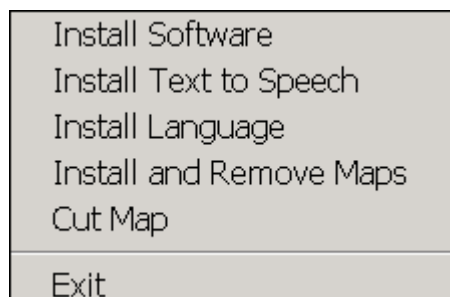 Install Software
Install Text to Speech
Install Language
Install and Remove Maps
Cut Map
Exit